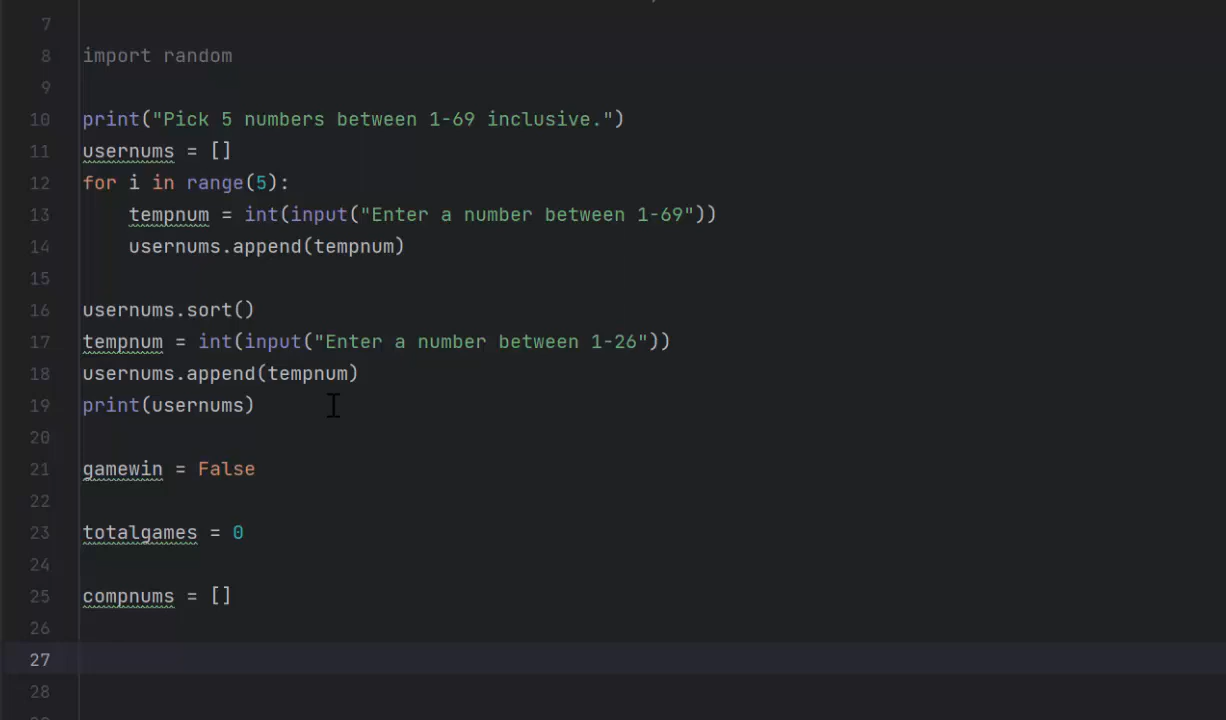 7
8 import random
9
10 print("Pick 5 numbers between 1-69 inclusive.")
11 usernums = []
12 for i in range(5):
13     tempnum = int(input("Enter a number between 1-69"))
14     usernums.append(tempnum)
15
16 usernums.sort()
17 tempnum = int(input("Enter a number between 1-26"))
18 usernums.append(tempnum)
19 print(usernums)
20
21 gamewin = False
22
23 totalgames = 0
24
25 compnums = []
26
27
28